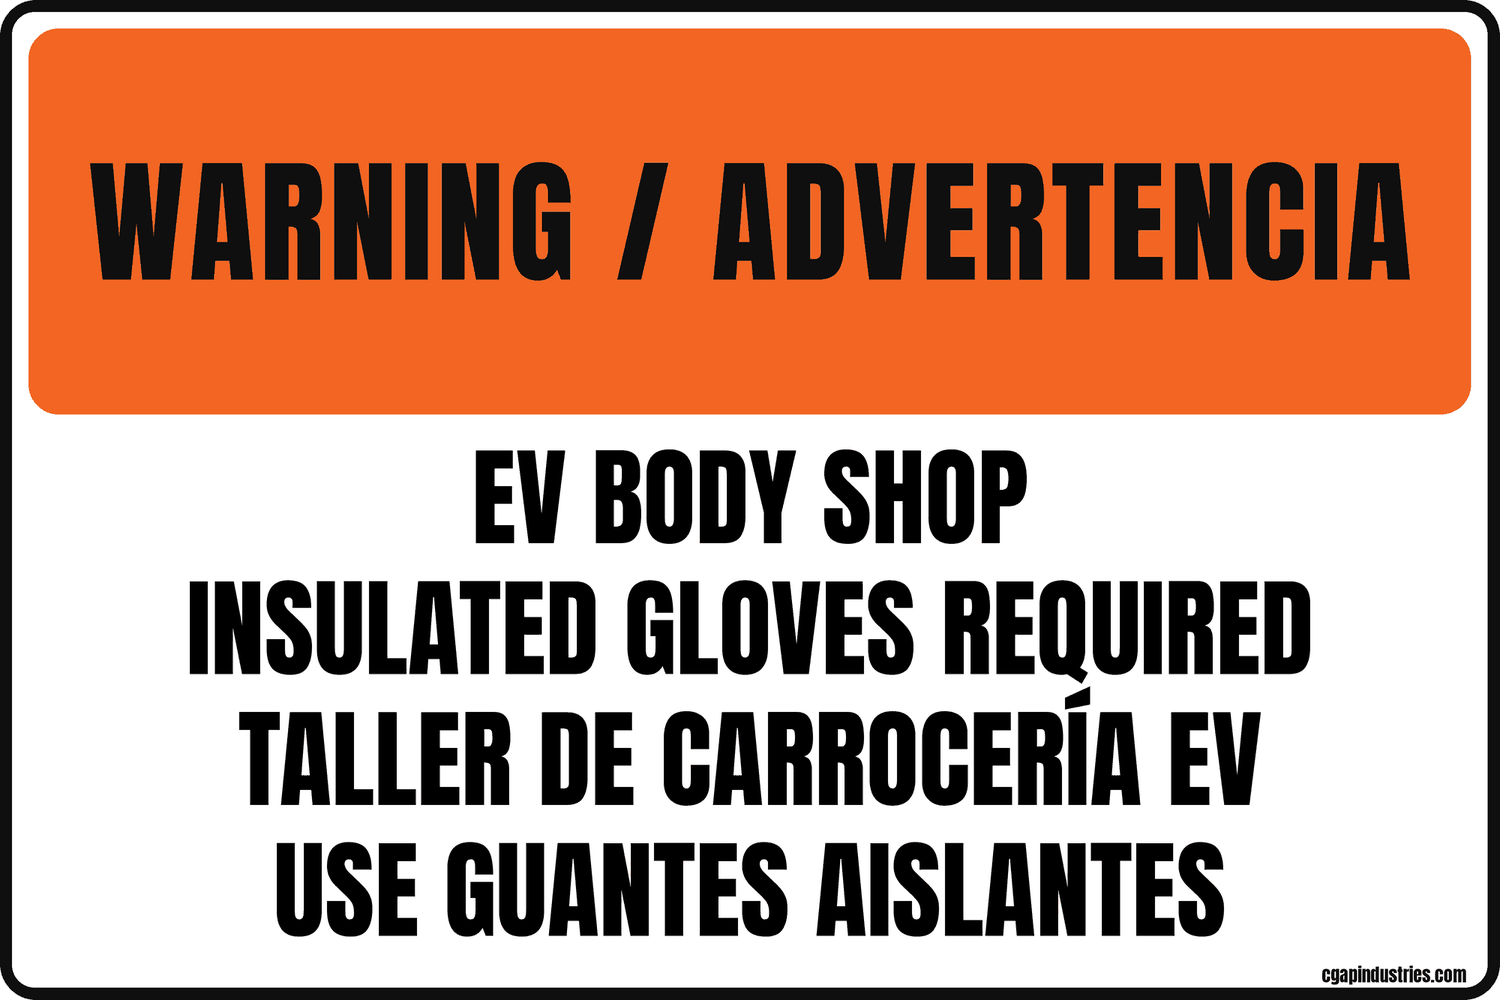 WARNING / ADVERTENCIA
EV BODY SHOP
INSULATED GLOVES REQUIRED
TALLER DE CARROCERÍA EV
USE GUANTES AISLANTES
cgapindustries.com